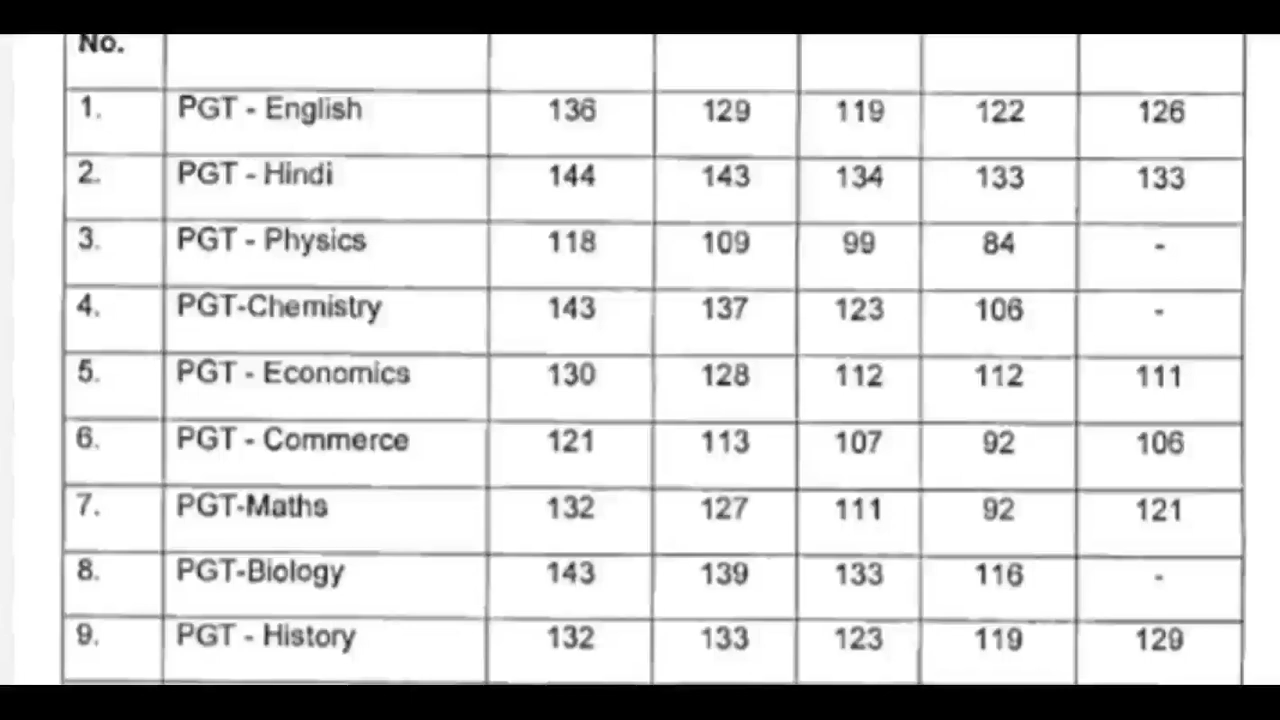 No.
1. PGT - English 136 129 119 122 126
2. PGT - Hindi 144 143 134 133 133
3. PGT - Physics 118 109 99 84 -
4. PGT-Chemistry 143 137 123 106 -
5. PGT - Economics 130 128 112 112 111
6. PGT - Commerce 121 113 107 92 106
7. PGT-Maths 132 127 111 92 121
8. PGT-Biology 143 139 133 116 -
9. PGT - History 132 133 123 119 129